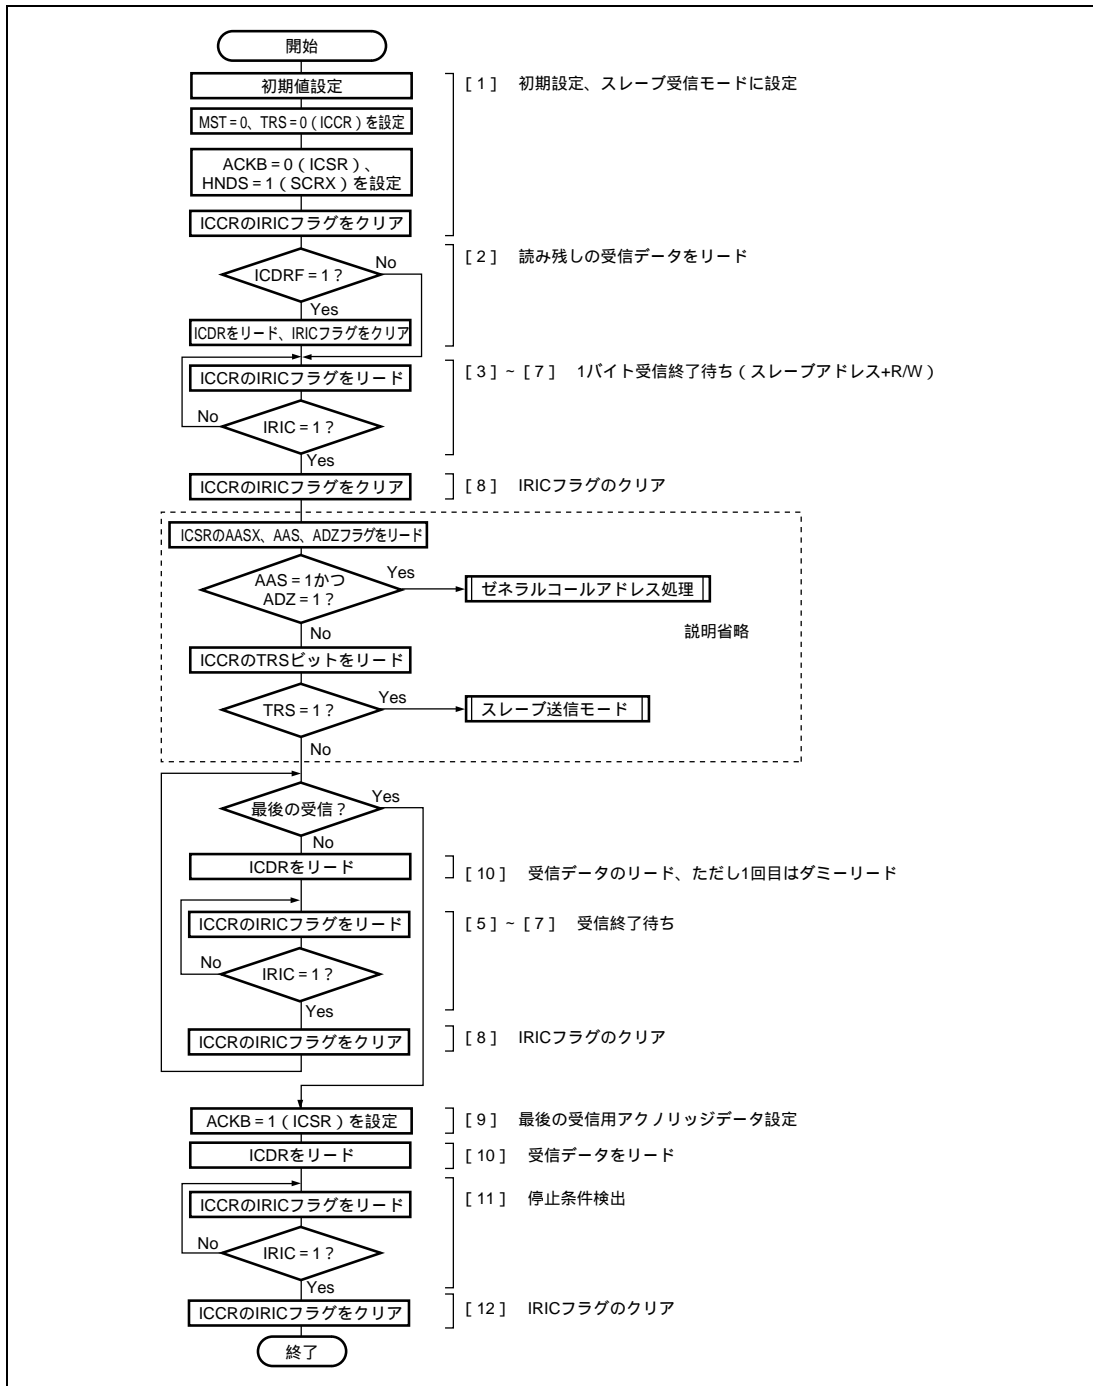 開始
初期値設定
[ 1 ] 初期設定、スレーブ受信モードに設定
MST = 0、TRS = 0 ( ICCR ) を設定
ACKB = 0 ( ICSR ) 、
HNDS = 1 ( SCRX ) を設定
ICCRのIRICフラグをクリア
[ 2 ] 読み残しの受信データをリード
ICDRF = 1 ?
No
Yes
ICDRをリード、IRICフラグをクリア
ICCRのIRICフラグをリード
[ 3 ] ~ [ 7 ] 1バイト受信終了待ち ( スレーブアドレス+R/W )
No
IRIC = 1 ?
Yes
ICCRのIRICフラグをクリア
[ 8 ] IRICフラグのクリア
ICSRのAASX、AAS、ADZフラグをリード
AAS = 1かつ
ADZ = 1 ?
Yes
ゼネラルコールアドレス処理
No
説明省略
ICCRのTRSビットをリード
TRS = 1 ?
Yes
スレーブ送信モード
No
最後の受信 ?
Yes
No
ICDRをリード
[ 10 ] 受信データのリード、ただし1回目はダミーリード
ICCRのIRICフラグをリード
[ 5 ] ~ [ 7 ] 受信終了待ち
No
IRIC = 1 ?
Yes
ICCRのIRICフラグをクリア
[ 8 ] IRICフラグのクリア
ACKB = 1 ( ICSR ) を設定
[ 9 ] 最後の受信用アクノリッジデータ設定
ICDRをリード
[ 10 ] 受信データをリード
ICCRのIRICフラグをリード
[ 11 ] 停止条件検出
No
IRIC = 1 ?
Yes
ICCRのIRICフラグをクリア
[ 12 ] IRICフラグのクリア
終了